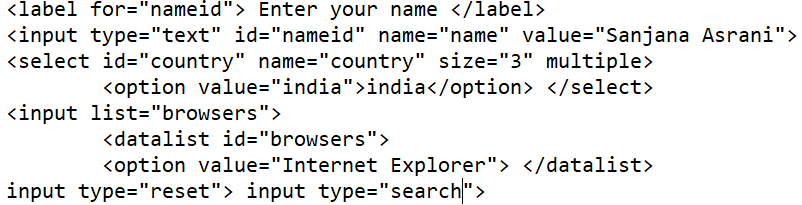 <label for="nameid"> Enter your name </label>
<input type="text" id="nameid" name="name" value="Sanjana Asrani">
<select id="country" name="country" size="3" multiple>
<option value="india">india</option> </select>
<input list="browsers">
<datalist id="browsers">
<option value="Internet Explorer"> </datalist>
input type="reset"> input type="search">